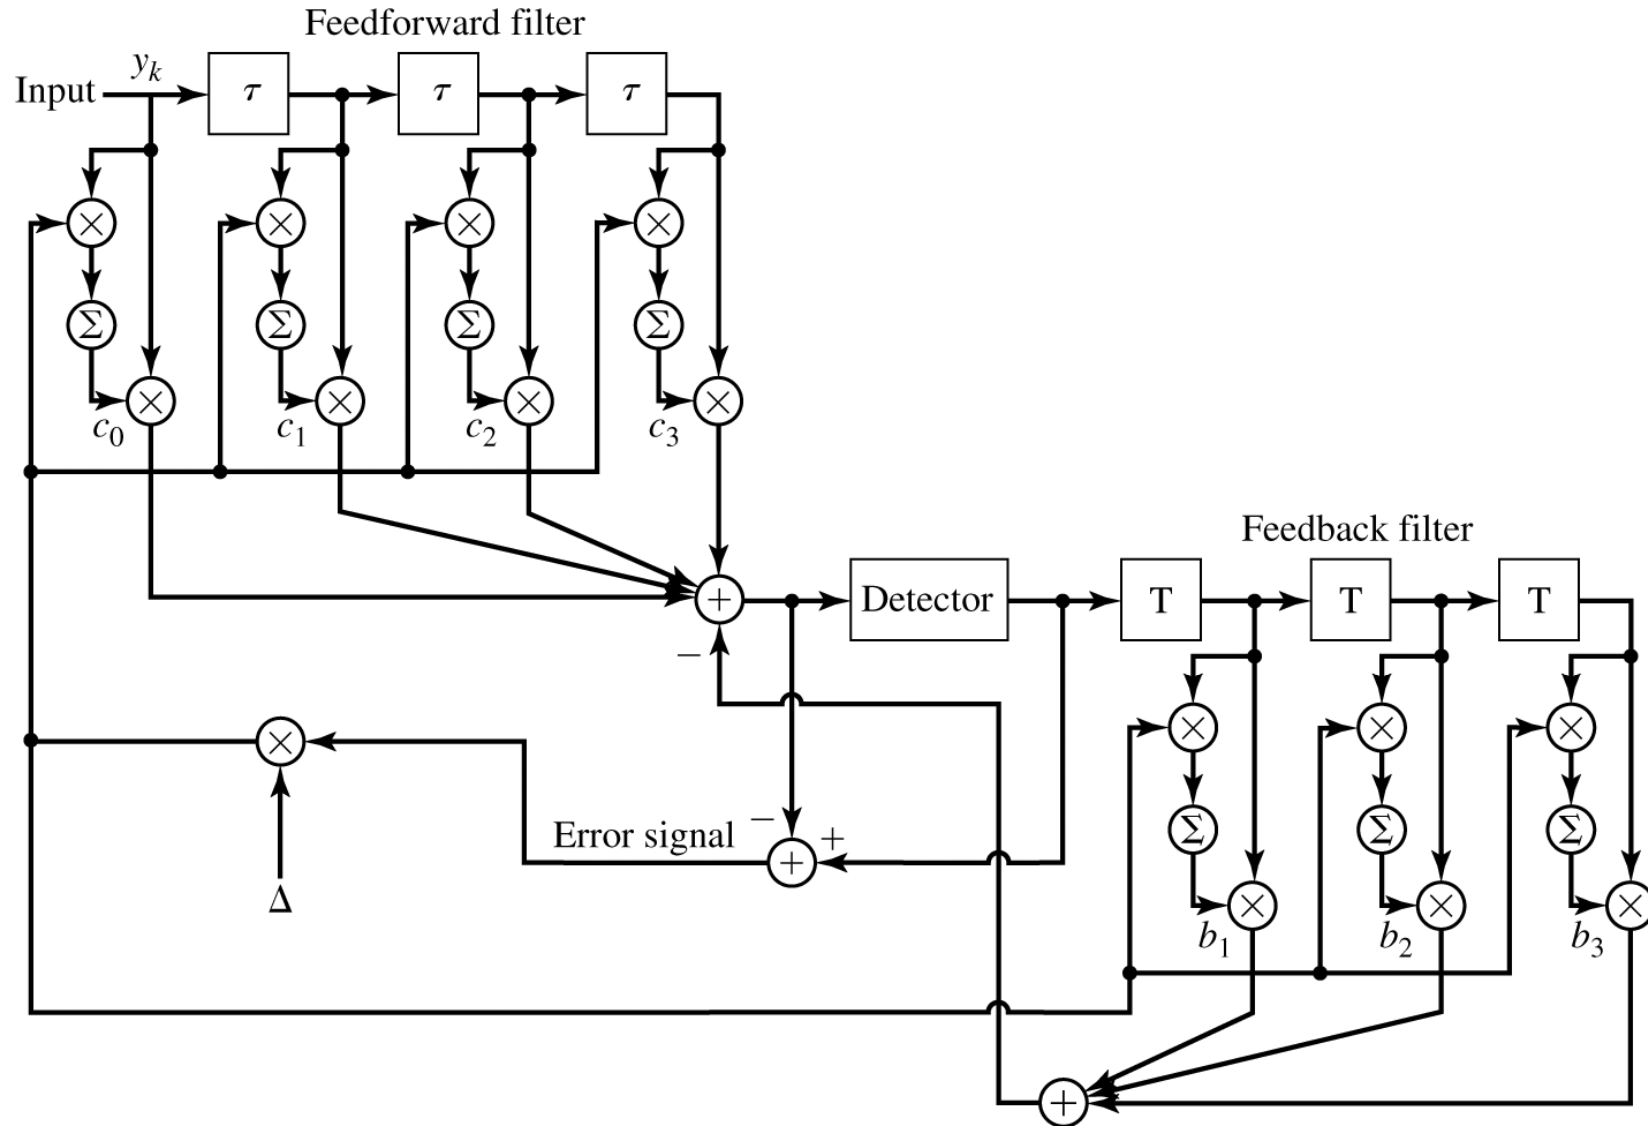 Feedforward filter
Input
y_k
τ
τ
τ
×
×
×
×
Σ
Σ
Σ
Σ
×
×
×
×
c_0
c_1
c_2
c_3
Feedback filter
+
Detector
T
T
T
−
×
×
×
×
−
+
Error signal
+
Σ
Σ
Σ
Δ
×
×
×
b_1
b_2
b_3
+